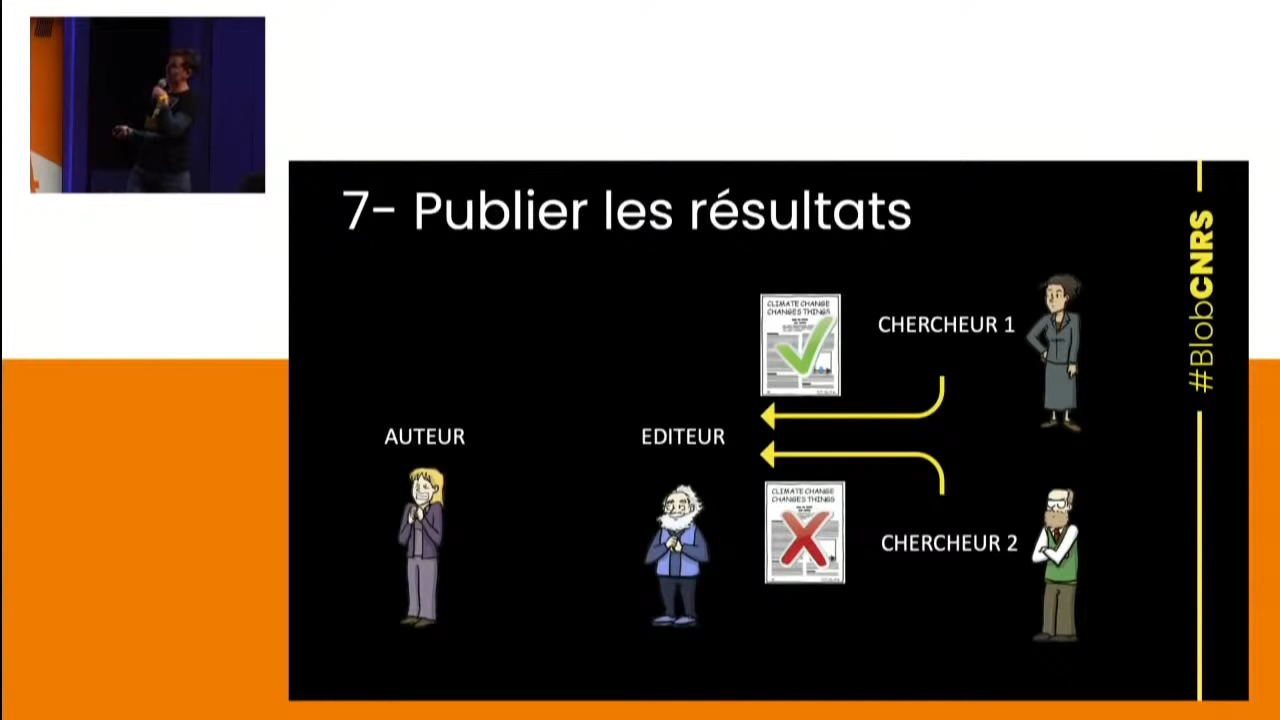 7- Publier les résultats
CLIMATE CHANGE
CHANGES THINGS
CHERCHEUR 1
AUTEUR
EDITEUR
CLIMATE CHANGE
CHANGES THINGS
CHERCHEUR 2
#BlobCNRS